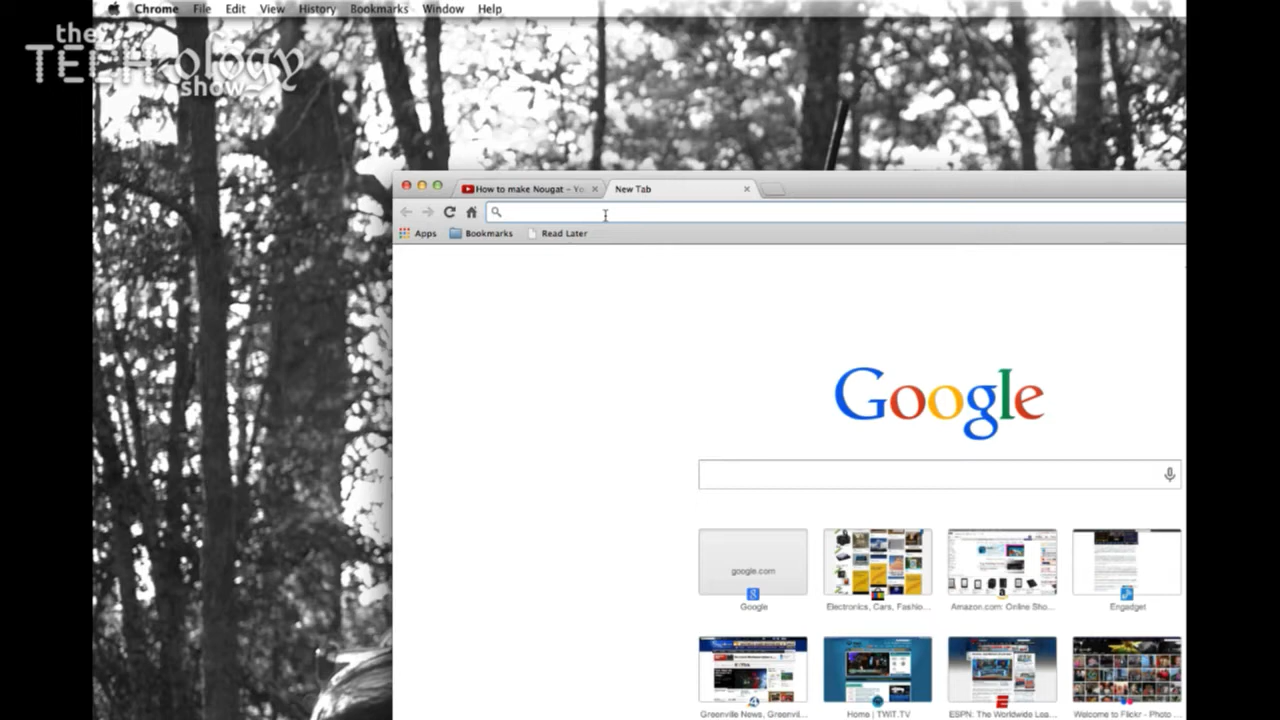 Chrome File Edit View History Bookmarks Window Help
the
TECH-ology
show
How to make Nougat - Yo
New Tab
Apps Bookmarks Read Later
Google
google.com
Google
Electronics, Cars, Fashio...
Amazon.com: Online Sho...
Engadget
Greenville News, Greenvil...
Home | TWiT.TV
ESPN: The Worldwide Lea...
Welcome to Flickr - Photo ...